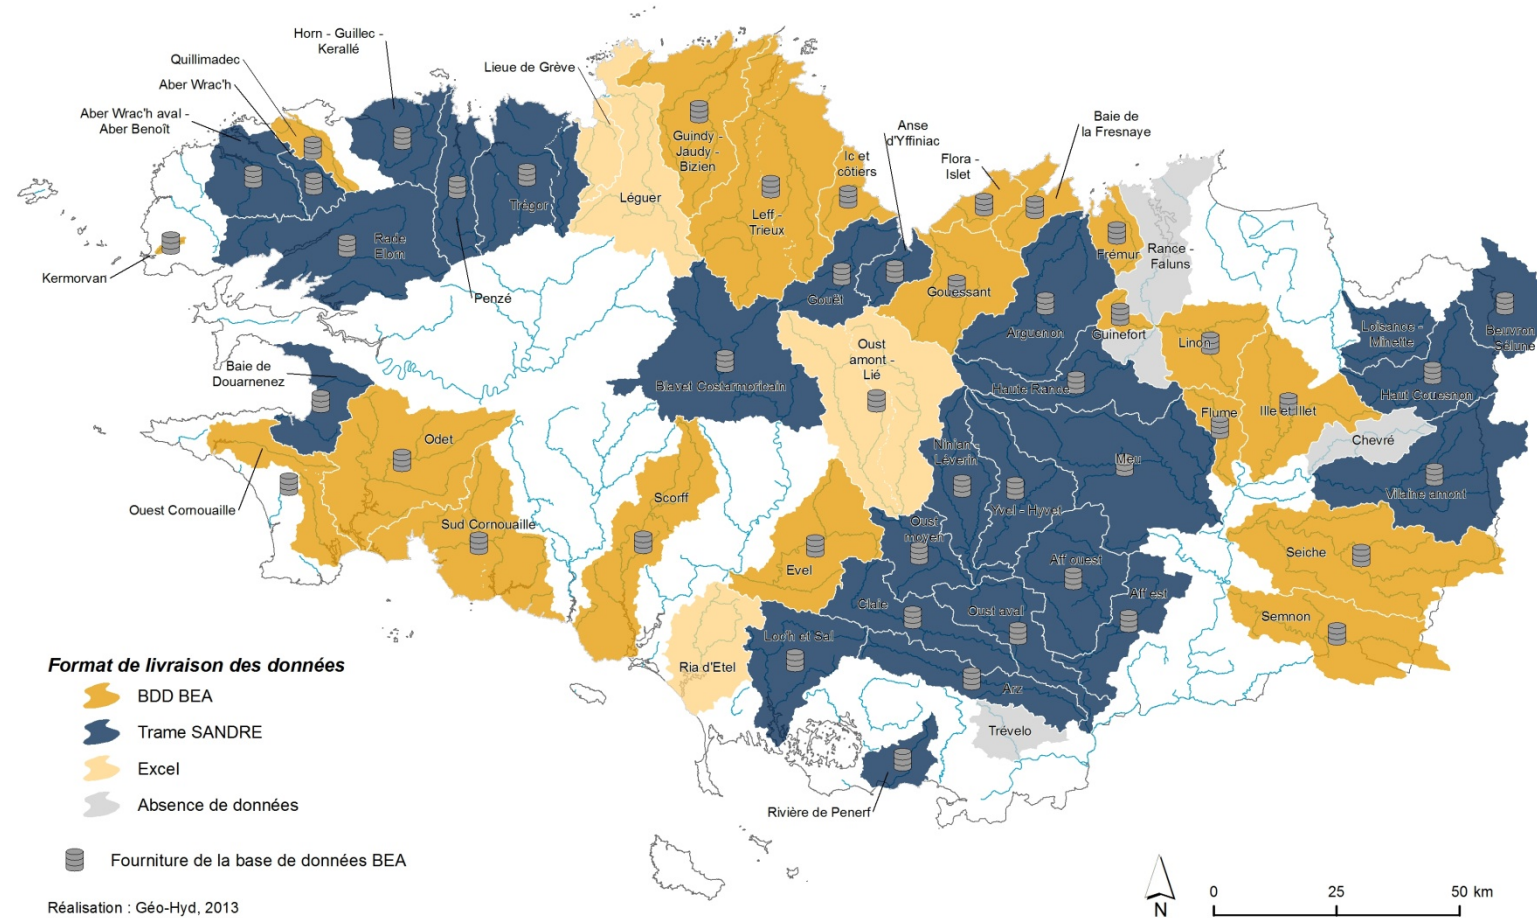 Horn - Guillec -
Kerallé
Quillimadec
Aber Wrac'h
Aber Wrac'h aval -
Aber Benoît
Lieue de Grève
Guindy -
Jaudy -
Bizien
Ic et
côtiers
Anse
d'Yffiniac
Flora -
Islet
Baie de
la Fresnaye
Léguer
Leff -
Trieux
Trégor
Rade
Elorn
Kermorvan
Penzé
Frémur
Rance -
Faluns
Gouët
Gouessant
Arguenon
Guinefort
Linon
Loisance -
Minette
Beuvron
Sélune
Baie de
Douarnenez
Blavet Costarmoricain
Oust
amont -
Lié
Haute Rance
Haut Couesnon
Flume
Ille et Illet
Chevré
Odet
Ninian -
Léverin
Meu
Vilaine amont
Ouest Cornouaille
Sud Cornouaille
Scorff
Yvel - Hyvet
Oust
moyen
Evel
Aff ouest
Seiche
Aff est
Claie
Oust aval
Semnon
Loc'h et Sal
Ria d'Etel
Arz
Trévelo
Rivière de Penerf
Format de livraison des données
BDD BEA
Trame SANDRE
Excel
Absence de données
Fourniture de la base de données BEA
Réalisation : Géo-Hyd, 2013
N
0 25 50 km